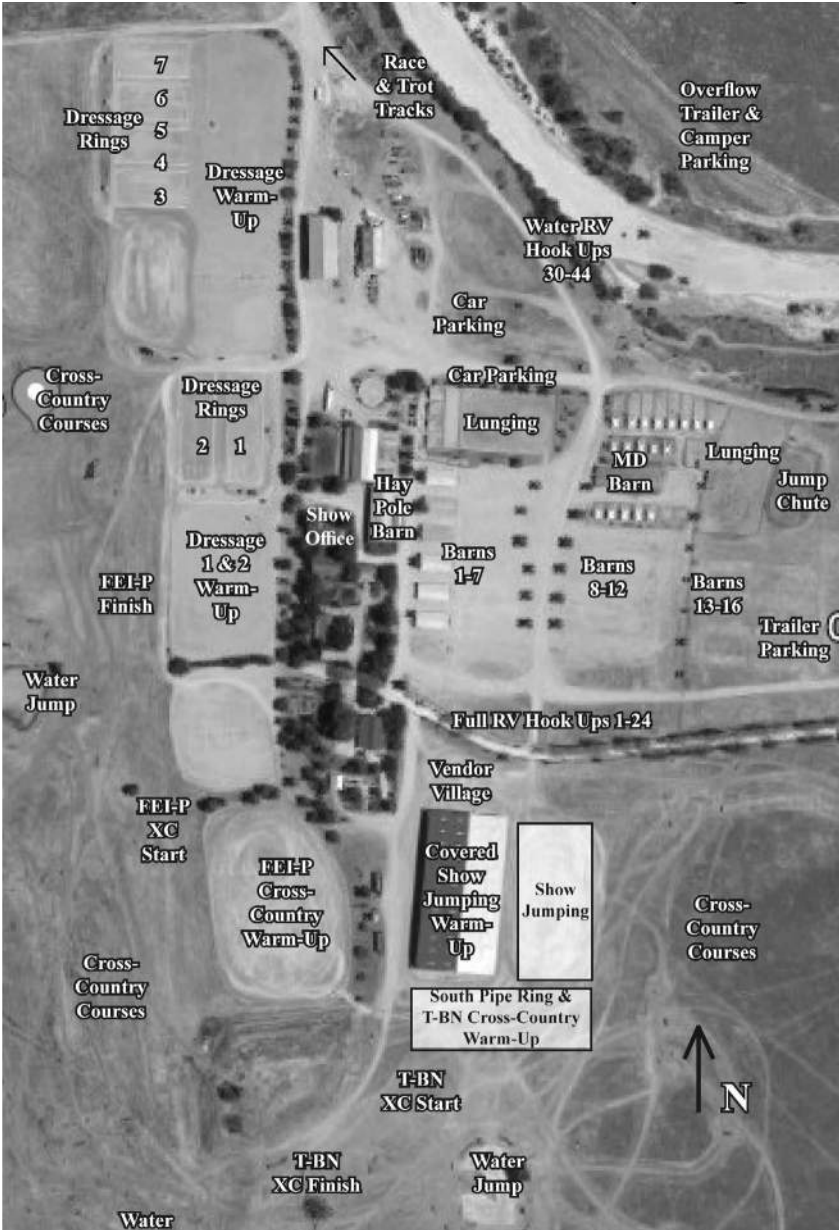 7
6
5
4
3
Dressage
Rings
Dressage
Warm-
Up
Race
& Trot
Tracks
Overflow
Trailer &
Camper
Parking
Water RV
Hook Ups
30-44
Car
Parking
Cross-
Country
Courses
Dressage
Rings
2 1
Car Parking
Lunging
MD
Barn
Lunging
Jump
Chute
Hay
Pole
Barn
Show
Office
Dressage
1 & 2
Warm-
Up
FEI-P
Finish
Barns
1-7
Barns
8-12
Barns
13-16
Trailer
Parking
Water
Jump
Full RV Hook Ups 1-24
Vendor
Village
FEI-P
XC
Start
FEI-P
Cross-
Country
Warm-Up
Covered
Show
Jumping
Warm-
Up
Show
Jumping
Cross-
Country
Courses
Cross-
Country
Courses
South Pipe Ring &
T-BN Cross-Country
Warm-Up
T-BN
XC Start
N
T-BN
XC Finish
Water
Jump
Water